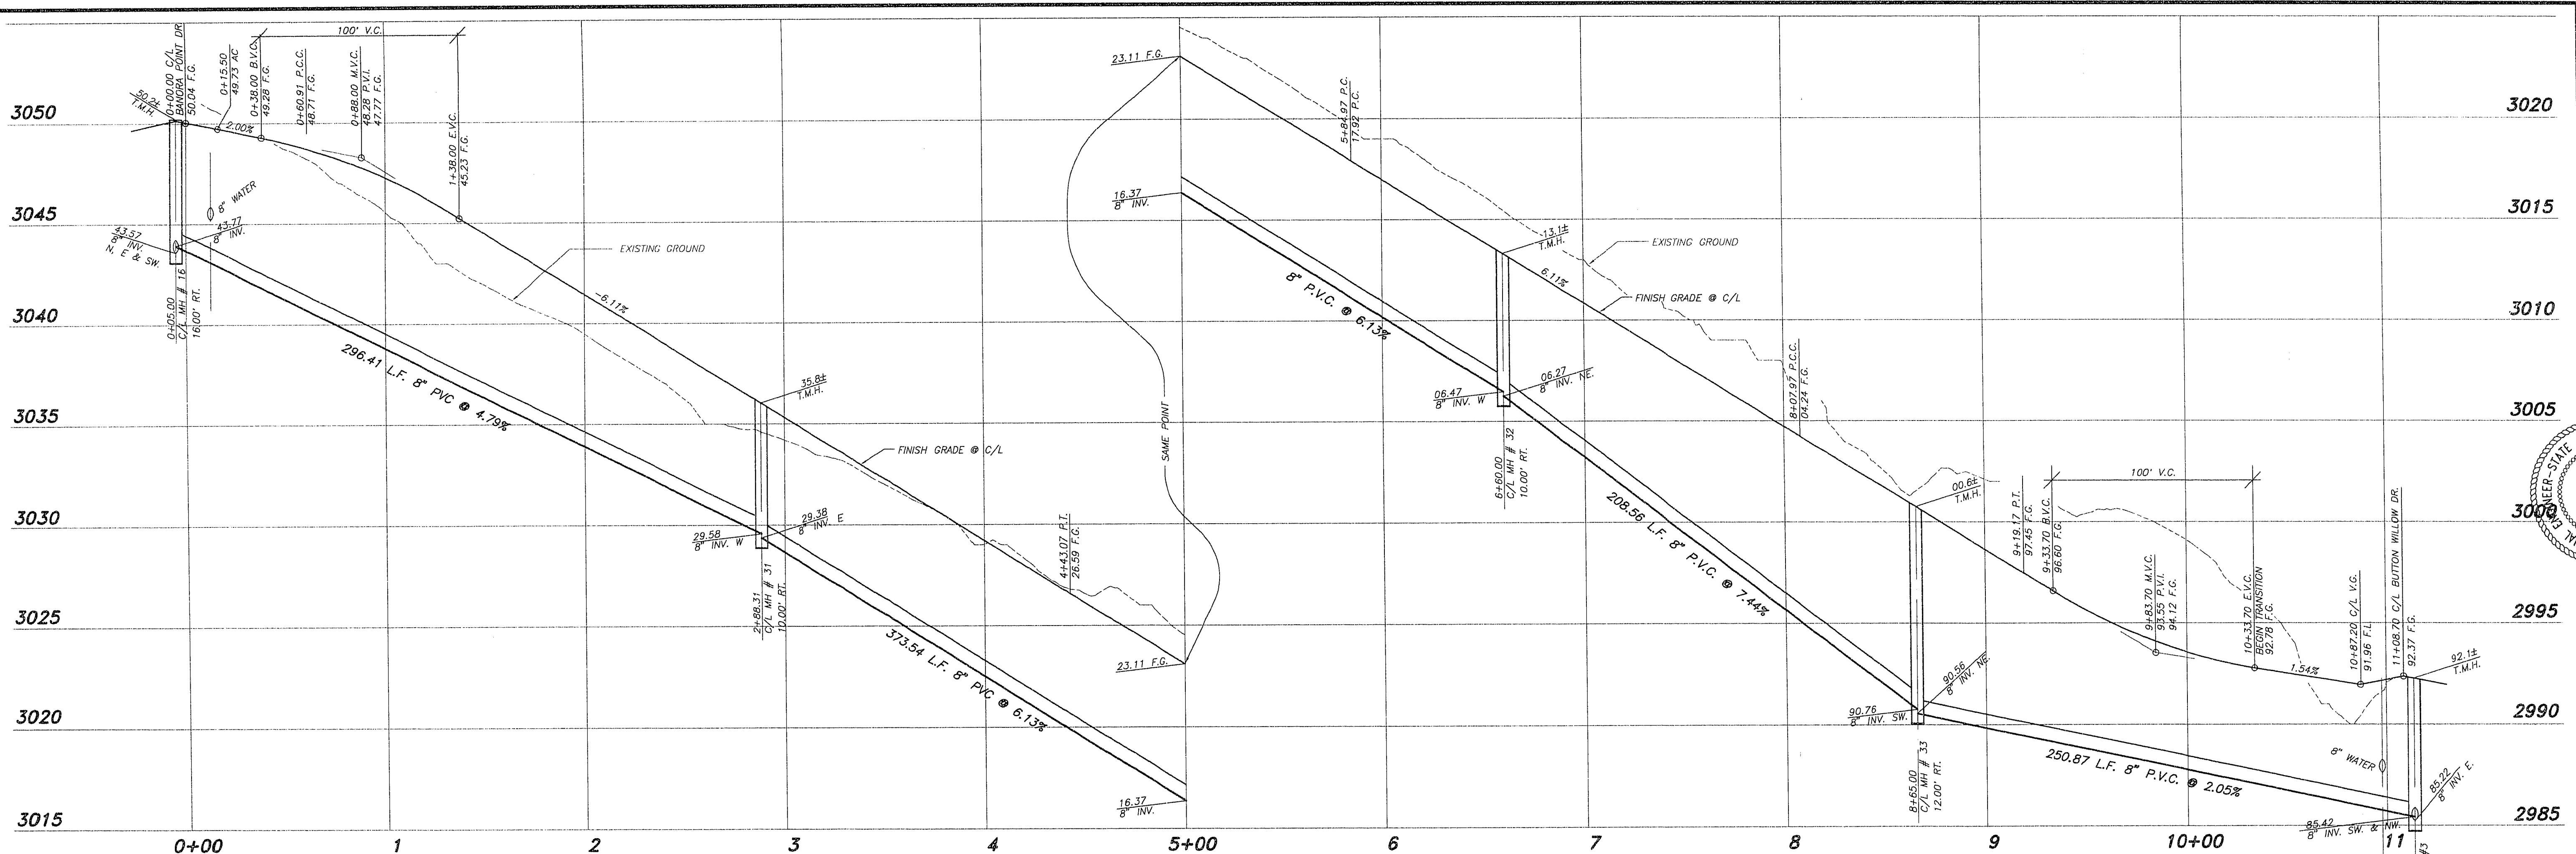 100' V.C.
50.2±
T.M.H.
0+00.00 C/L
BANORA POINT DR.
50.04 F.G.
0+15.50
49.73 AC
0+38.00 B.V.C.
49.28 F.G.
0+60.91 P.C.C.
48.71 F.G.
0+88.00 M.V.C.
48.28 P.V.I.
47.77 F.G.
1+38.00 E.V.C.
45.23 F.G.
2.00%
8" WATER
43.77
8" INV.
43.57
8" INV.
N, E & SW.
0+05.00
C/L MH # 16
16.00' RT.
EXISTING GROUND
-6.11%
296.41 L.F. 8" PVC @ 4.79%
35.8±
T.M.H.
FINISH GRADE @ C/L
29.58
8" INV. W
29.38
8" INV. E
2+88.31
C/L MH # 31
10.00' RT.
4+43.07 P.T.
26.59 F.G.
373.54 L.F. 8" PVC @ 6.13%
23.11 F.G.
16.37
8" INV.
SAME POINT
23.11 F.G.
16.37
8" INV.
5+84.97 P.C.
17.92 P.C.
8" P.V.C. @ 6.13%
13.1±
T.M.H.
EXISTING GROUND
6.11%
FINISH GRADE @ C/L
06.47
8" INV. W
06.27
8" INV. NE.
6+60.00
C/L MH # 32
10.00' RT.
8+07.97 P.C.C.
04.24 F.G.
208.56 L.F. 8" P.V.C. @ 7.44%
00.6±
T.M.H.
90.76
8" INV. SW.
90.56
8" INV. NE.
8+65.00
C/L MH # 33
12.00' RT.
9+19.17 P.T.
97.45 F.G.
9+33.70 B.V.C.
96.60 F.G.
100' V.C.
9+83.70 M.V.C.
93.55 P.V.I.
94.12 F.G.
10+33.70 E.V.C.
BEGIN TRANSITION
92.78 F.G.
1.54%
10+87.20 C/L V.G.
91.96 F.L.
11+08.70 C/L BUTTON WILLOW DR.
92.37 F.G.
92.1±
T.M.H.
8" WATER
250.87 L.F. 8" P.V.C. @ 2.05%
85.42
8" INV. SW. & NW.
85.22
8" INV. E.
#3
3050
3045
3040
3035
3030
3025
3020
3015
3020
3015
3010
3005
3000
2995
2990
2985
ENGINEER-STATE
0+00 1 2 3 4 5+00 6 7 8 9 10+00 11